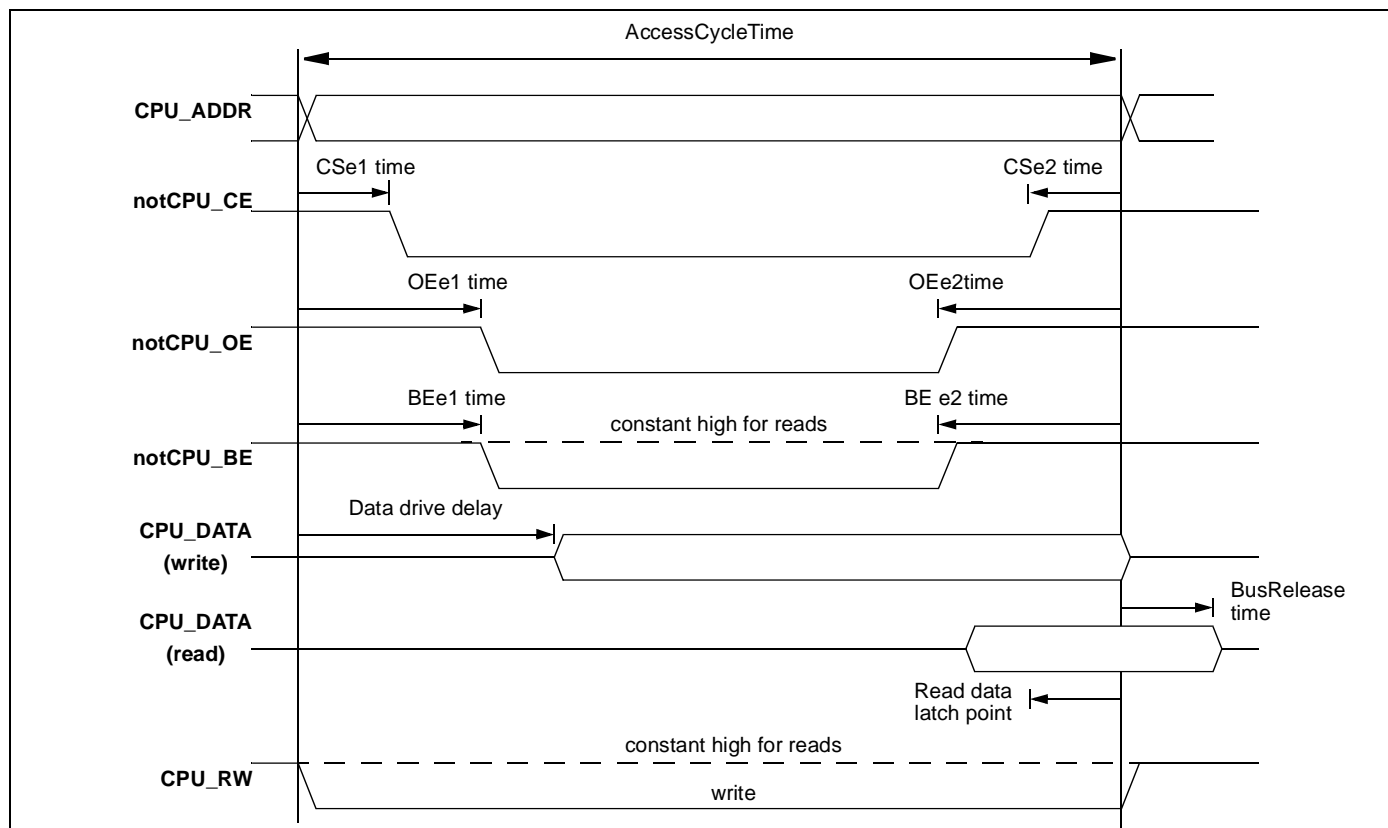 AccessCycleTime
CPU_ADDR
CSe1 time
CSe2 time
notCPU_CE
OEe1 time
OEe2time
notCPU_OE
BEe1 time
BE e2 time
constant high for reads
notCPU_BE
Data drive delay
CPU_DATA
(write)
BusRelease
time
CPU_DATA
(read)
Read data
latch point
constant high for reads
CPU_RW
write